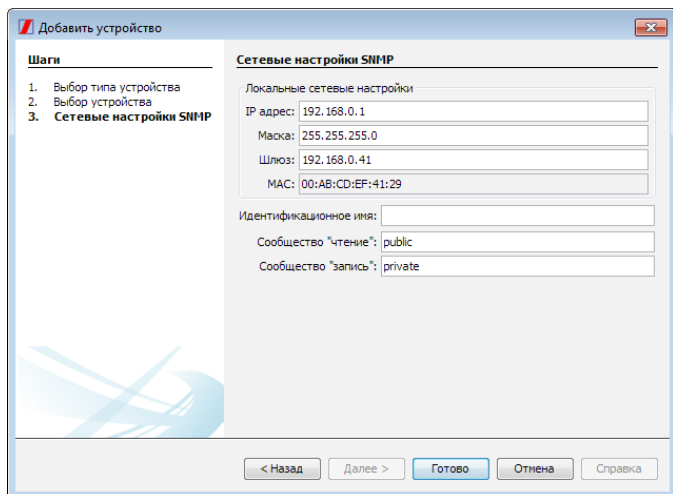 Добавить устройство
Шаги
1. Выбор типа устройства
2. Выбор устройства
3. Сетевые настройки SNMP
Сетевые настройки SNMP
Локальные сетевые настройки
IP адрес: 192.168.0.1
Маска: 255.255.255.0
Шлюз: 192.168.0.41
MAC: 00:AB:CD:EF:41:29
Идентификационное имя:
Сообщество "чтение": public
Сообщество "запись": private
< Назад Далее > Готово Отмена Справка